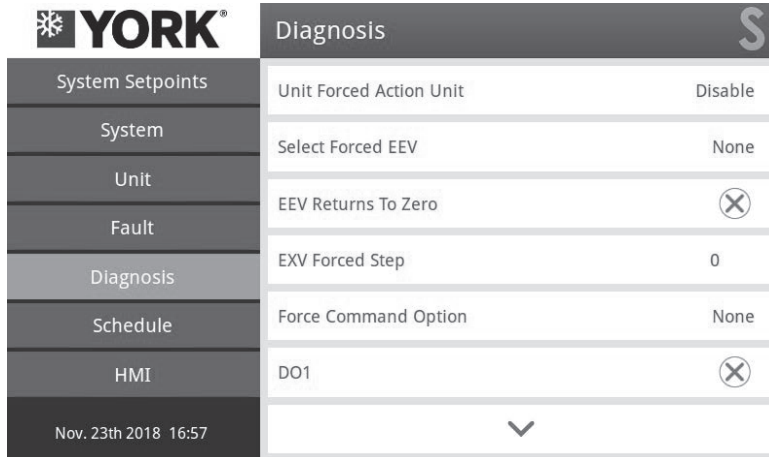 YORK®
Diagnosis
S
System Setpoints
System
Unit
Fault
Diagnosis
Schedule
HMI
Nov. 23th 2018 16:57
Unit Forced Action Unit Disable
Select Forced EEV None
EEV Returns To Zero
EXV Forced Step 0
Force Command Option None
DO1